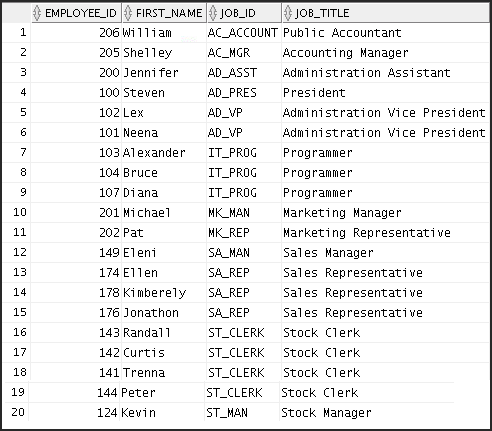 EMPLOYEE_ID FIRST_NAME JOB_ID JOB_TITLE
1 206 William AC_ACCOUNT Public Accountant
2 205 Shelley AC_MGR Accounting Manager
3 200 Jennifer AD_ASST Administration Assistant
4 100 Steven AD_PRES President
5 102 Lex AD_VP Administration Vice President
6 101 Neena AD_VP Administration Vice President
7 103 Alexander IT_PROG Programmer
8 104 Bruce IT_PROG Programmer
9 107 Diana IT_PROG Programmer
10 201 Michael MK_MAN Marketing Manager
11 202 Pat MK_REP Marketing Representative
12 149 Eleni SA_MAN Sales Manager
13 174 Ellen SA_REP Sales Representative
14 178 Kimberely SA_REP Sales Representative
15 176 Jonathon SA_REP Sales Representative
16 143 Randall ST_CLERK Stock Clerk
17 142 Curtis ST_CLERK Stock Clerk
18 141 Trenna ST_CLERK Stock Clerk
19 144 Peter ST_CLERK Stock Clerk
20 124 Kevin ST_MAN Stock Manager